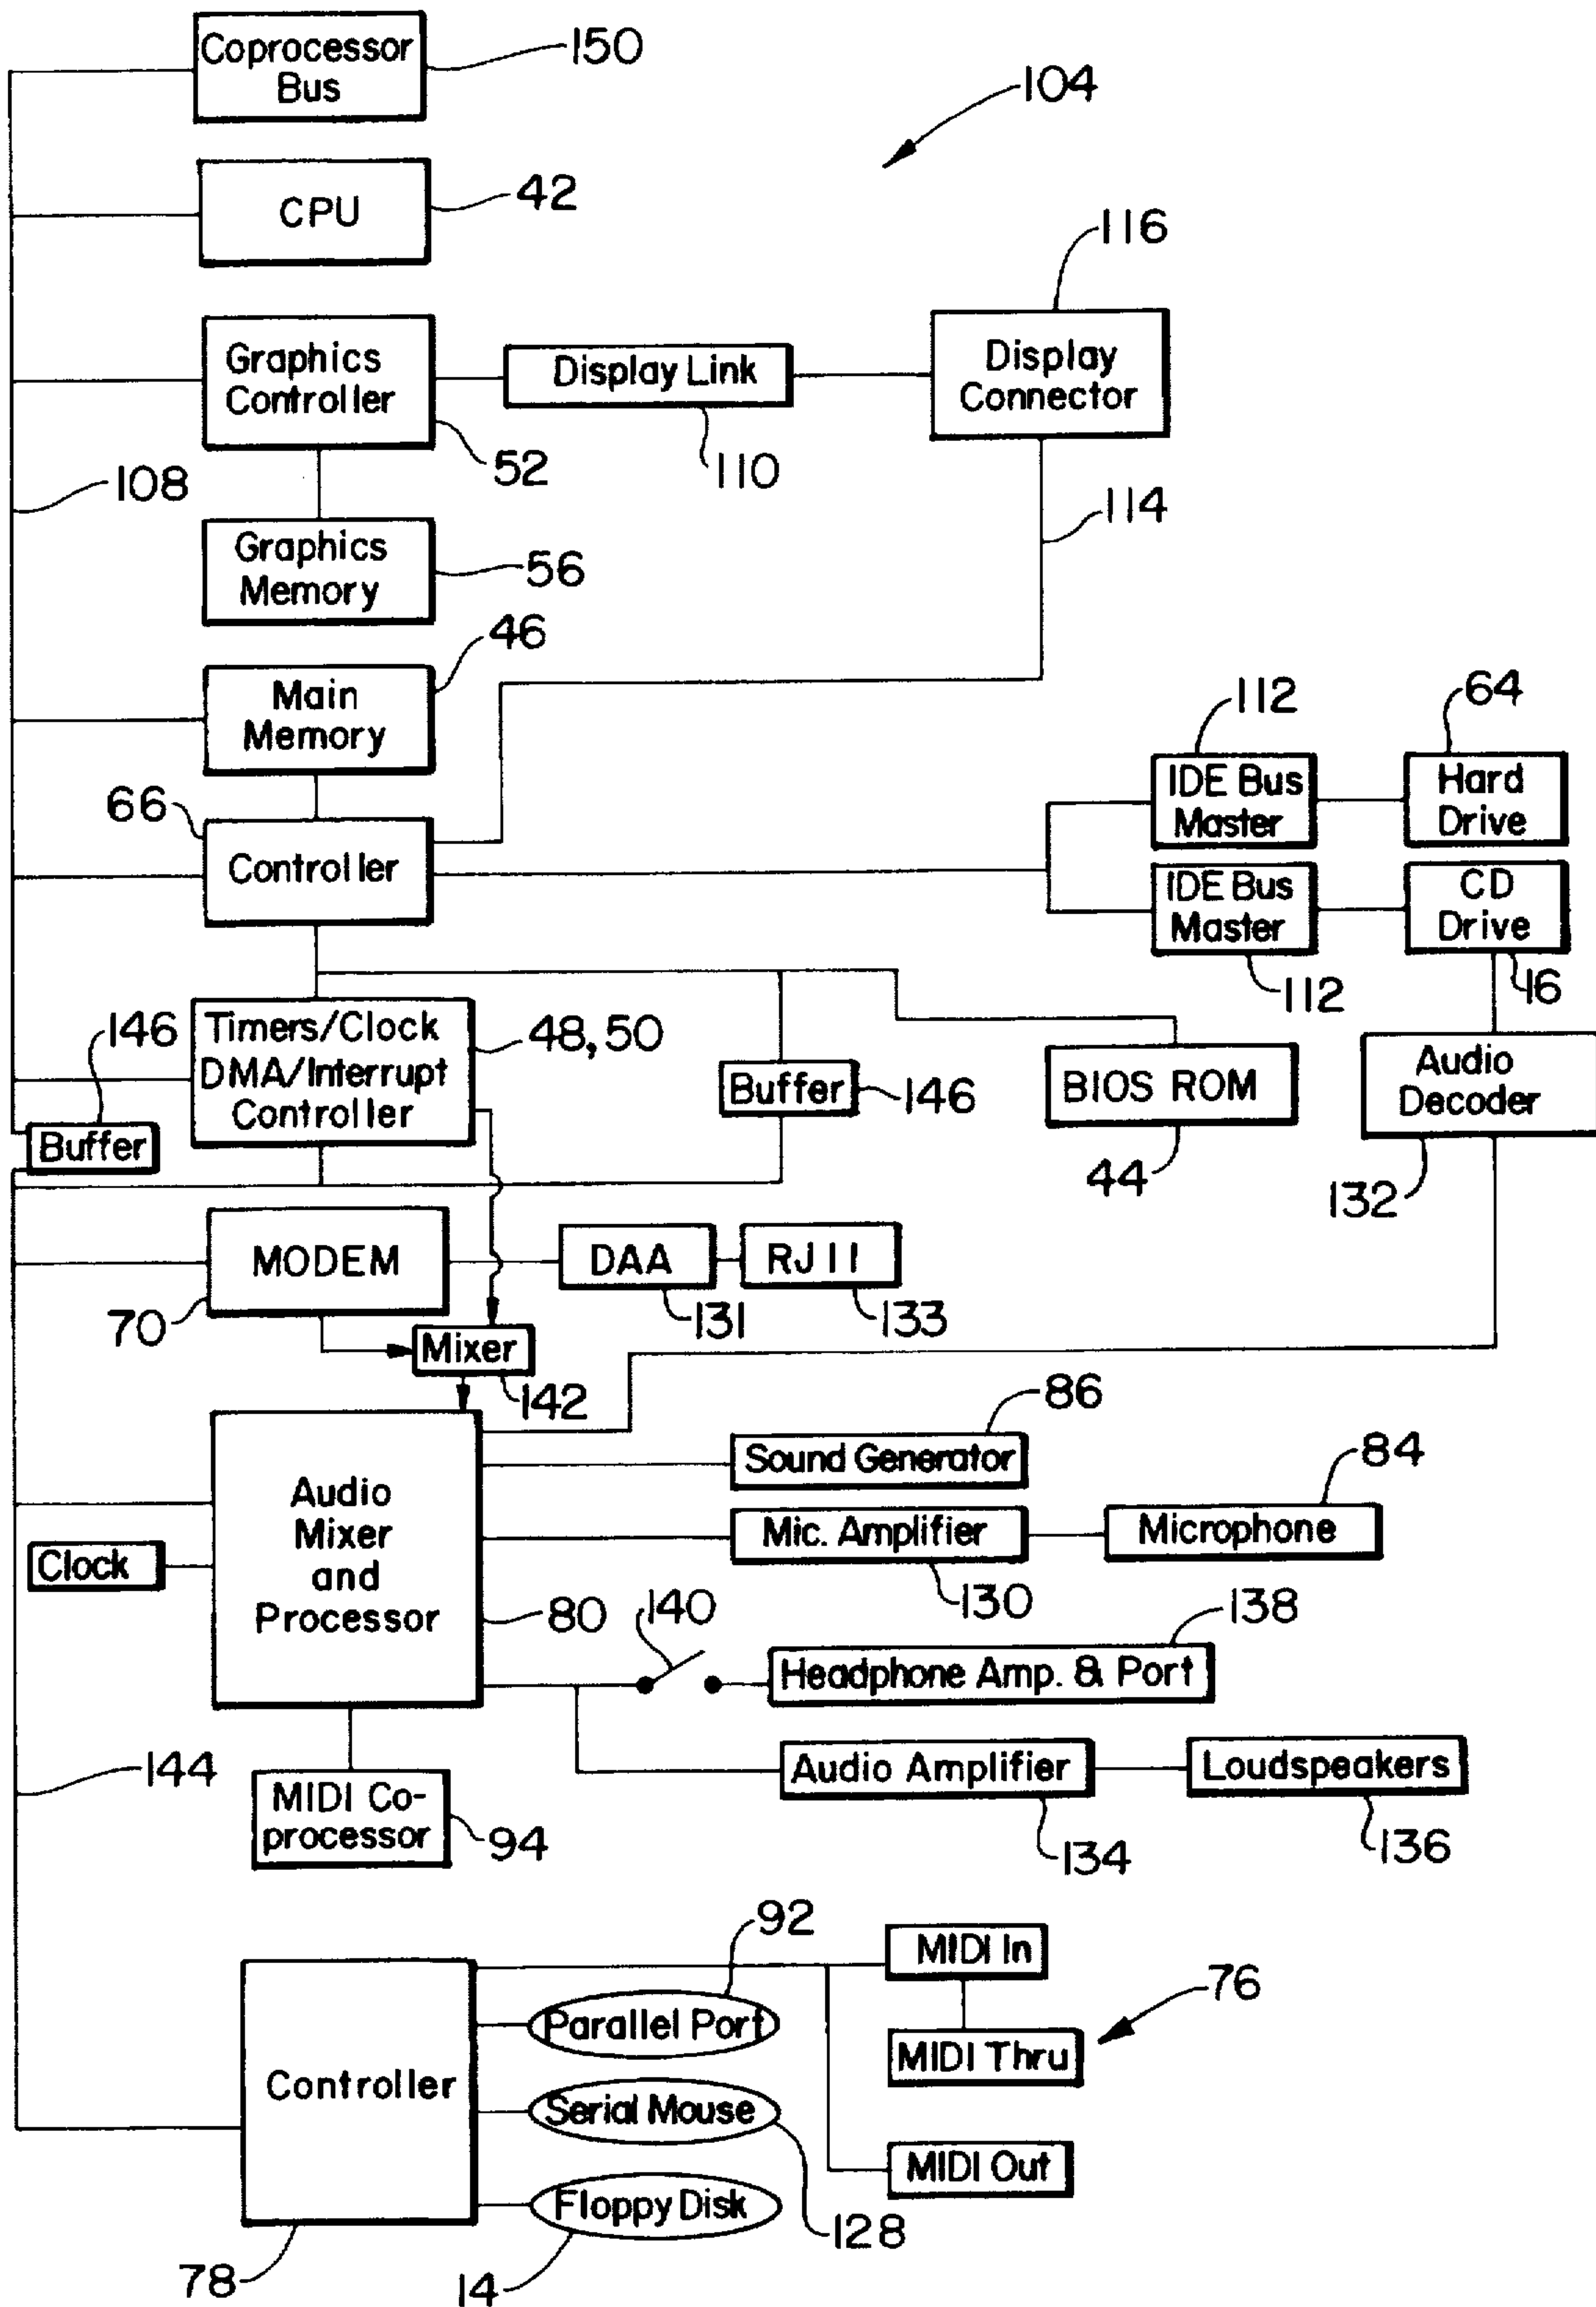 Coprocessor
Bus
150
104
CPU
42
116
Graphics
Controller
52
Display Link
110
Display
Connector
108
114
Graphics
Memory
56
46
Main
Memory
112
64
IDE Bus
Master
Hard
Drive
66
Controller
IDE Bus
Master
CD
Drive
112
16
146
Timers/Clock
DMA/Interrupt
Controller
48, 50
Buffer
146
BIOS ROM
44
Audio
Decoder
132
Buffer
MODEM
70
DAA
131
RJ11
133
Mixer
142
86
Sound Generator
84
Audio
Mixer
and
Processor
80
Mic. Amplifier
130
Microphone
Clock
140
138
Headphone Amp. & Port
144
MIDI Co-
processor
94
Audio Amplifier
134
Loudspeakers
136
92
MIDI In
76
Parallel Port
MIDI Thru
Controller
78
Serial Mouse
128
MIDI Out
Floppy Disk
14